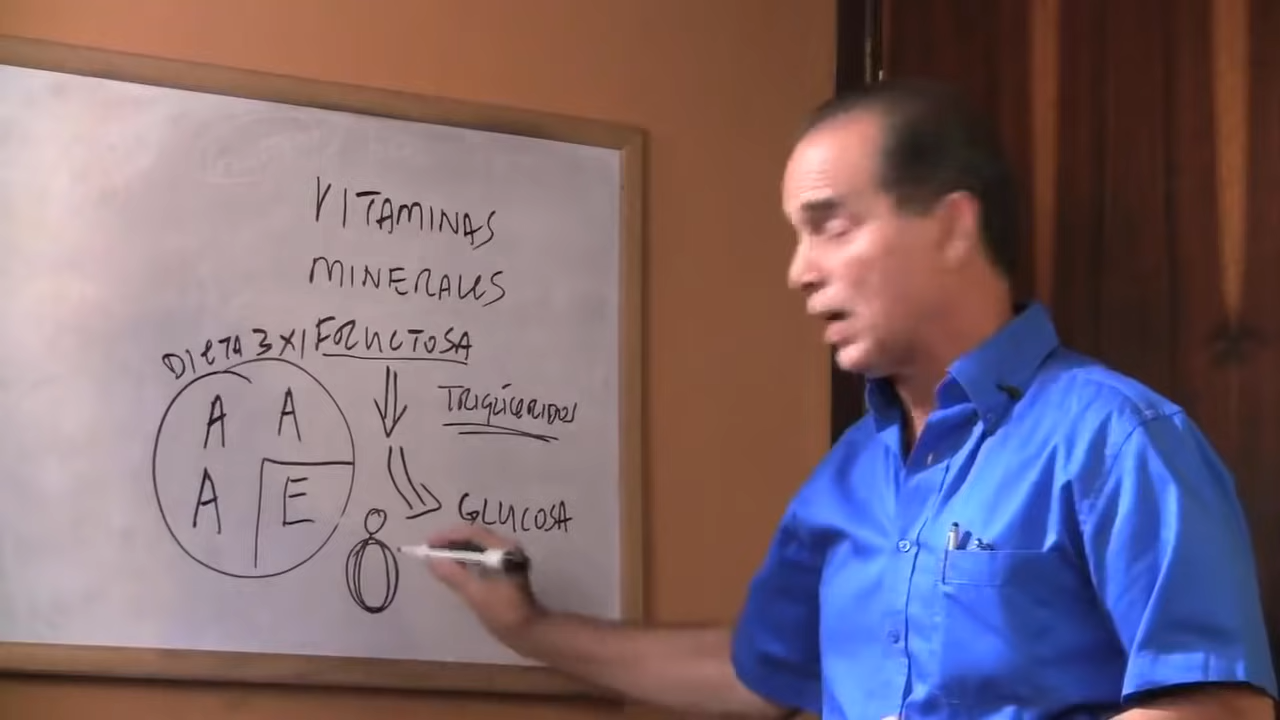 VITAMINAS
MINERALES
DIETA 3X1
FRUCTOSA
TRIGLICERIDOS
A A
A E
GLUCOSA